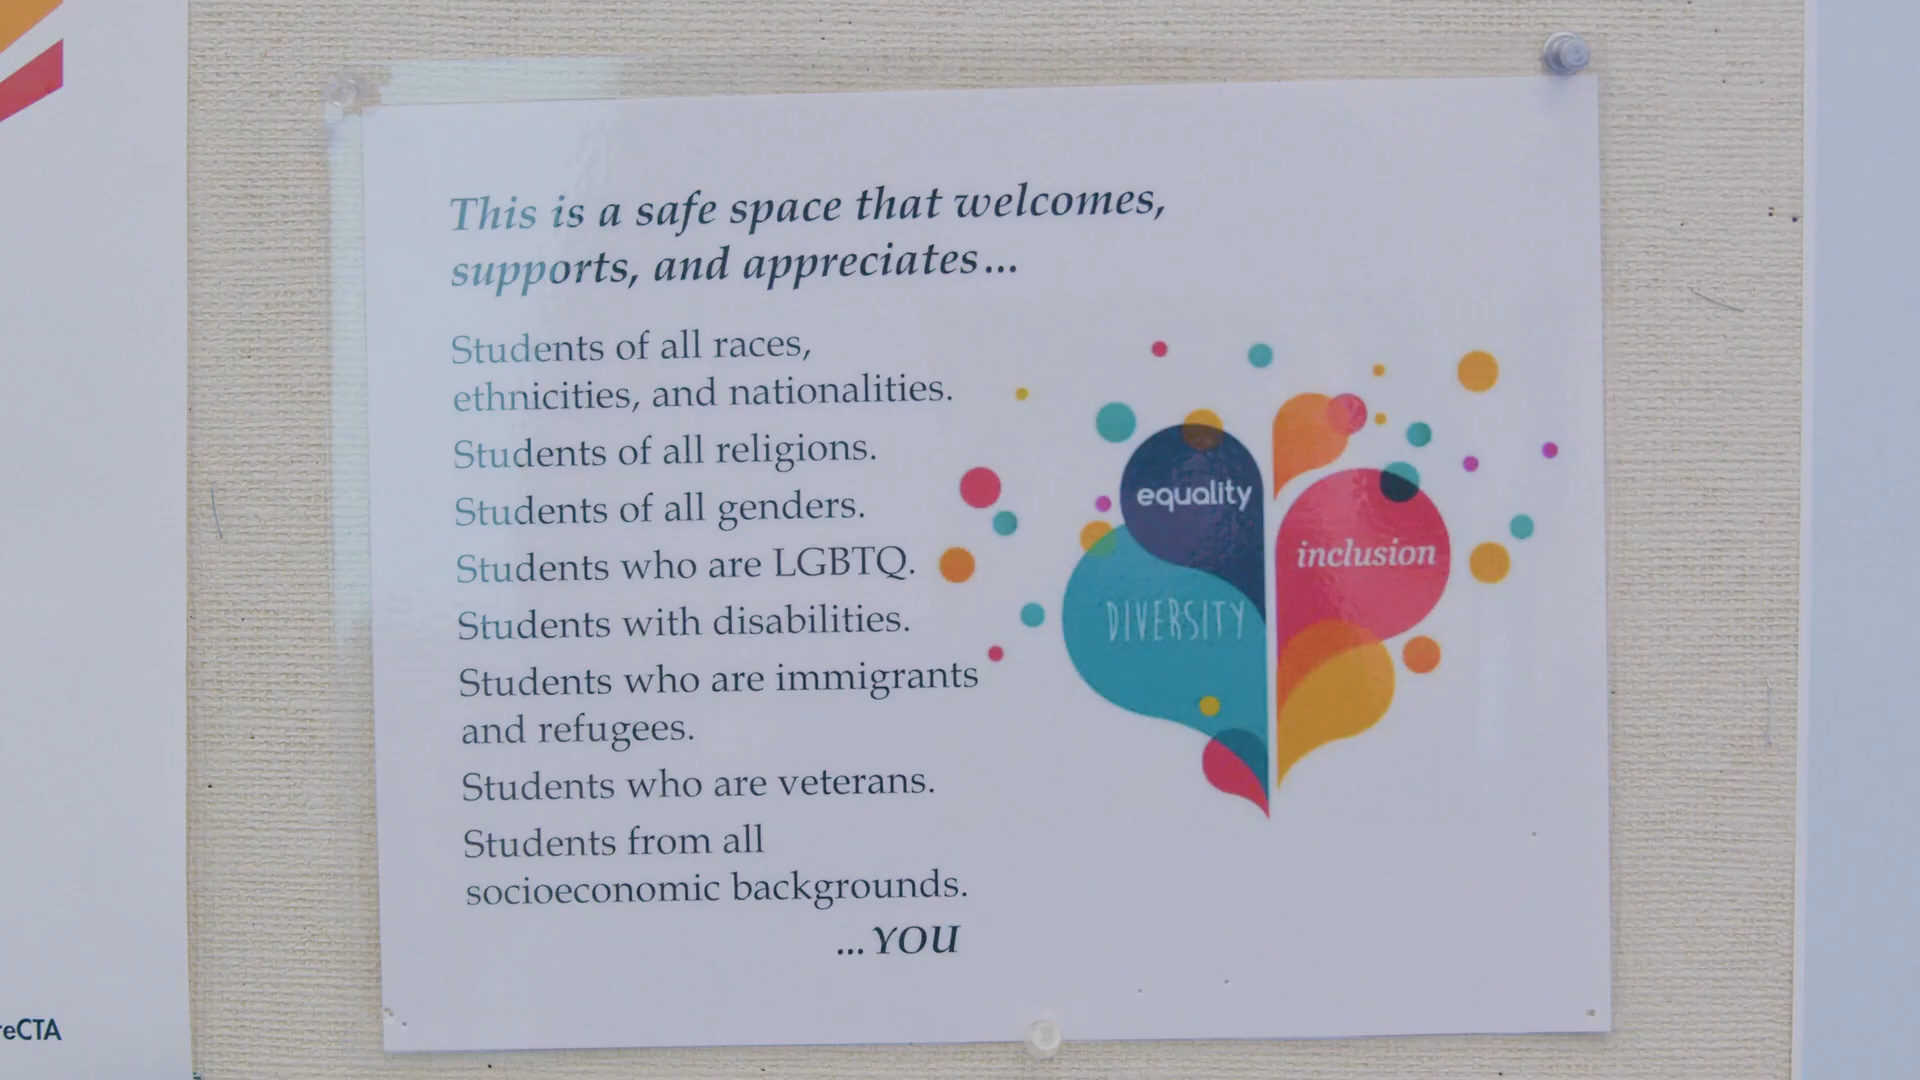 This is a safe space that welcomes,
supports, and appreciates...
Students of all races,
ethnicities, and nationalities.
Students of all religions.
Students of all genders.
Students who are LGBTQ.
Students with disabilities.
Students who are immigrants
and refugees.
Students who are veterans.
Students from all
socioeconomic backgrounds.
...YOU
equality
inclusion
DIVERSITY
reCTA